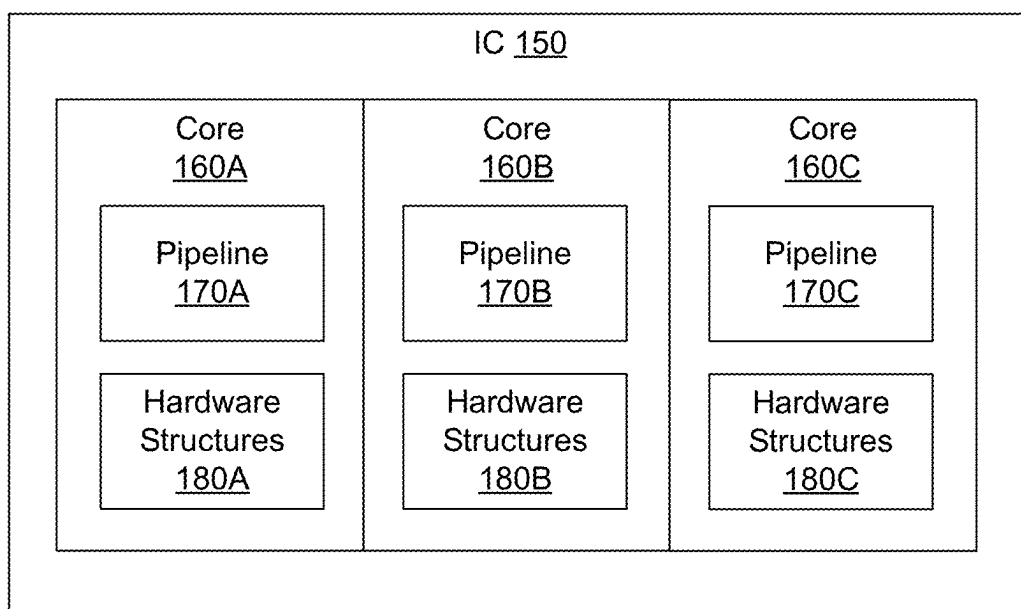 IC 150
Core
160A
Pipeline
170A
Hardware
Structures
180A
Core
160B
Pipeline
170B
Hardware
Structures
180B
Core
160C
Pipeline
170C
Hardware
Structures
180C